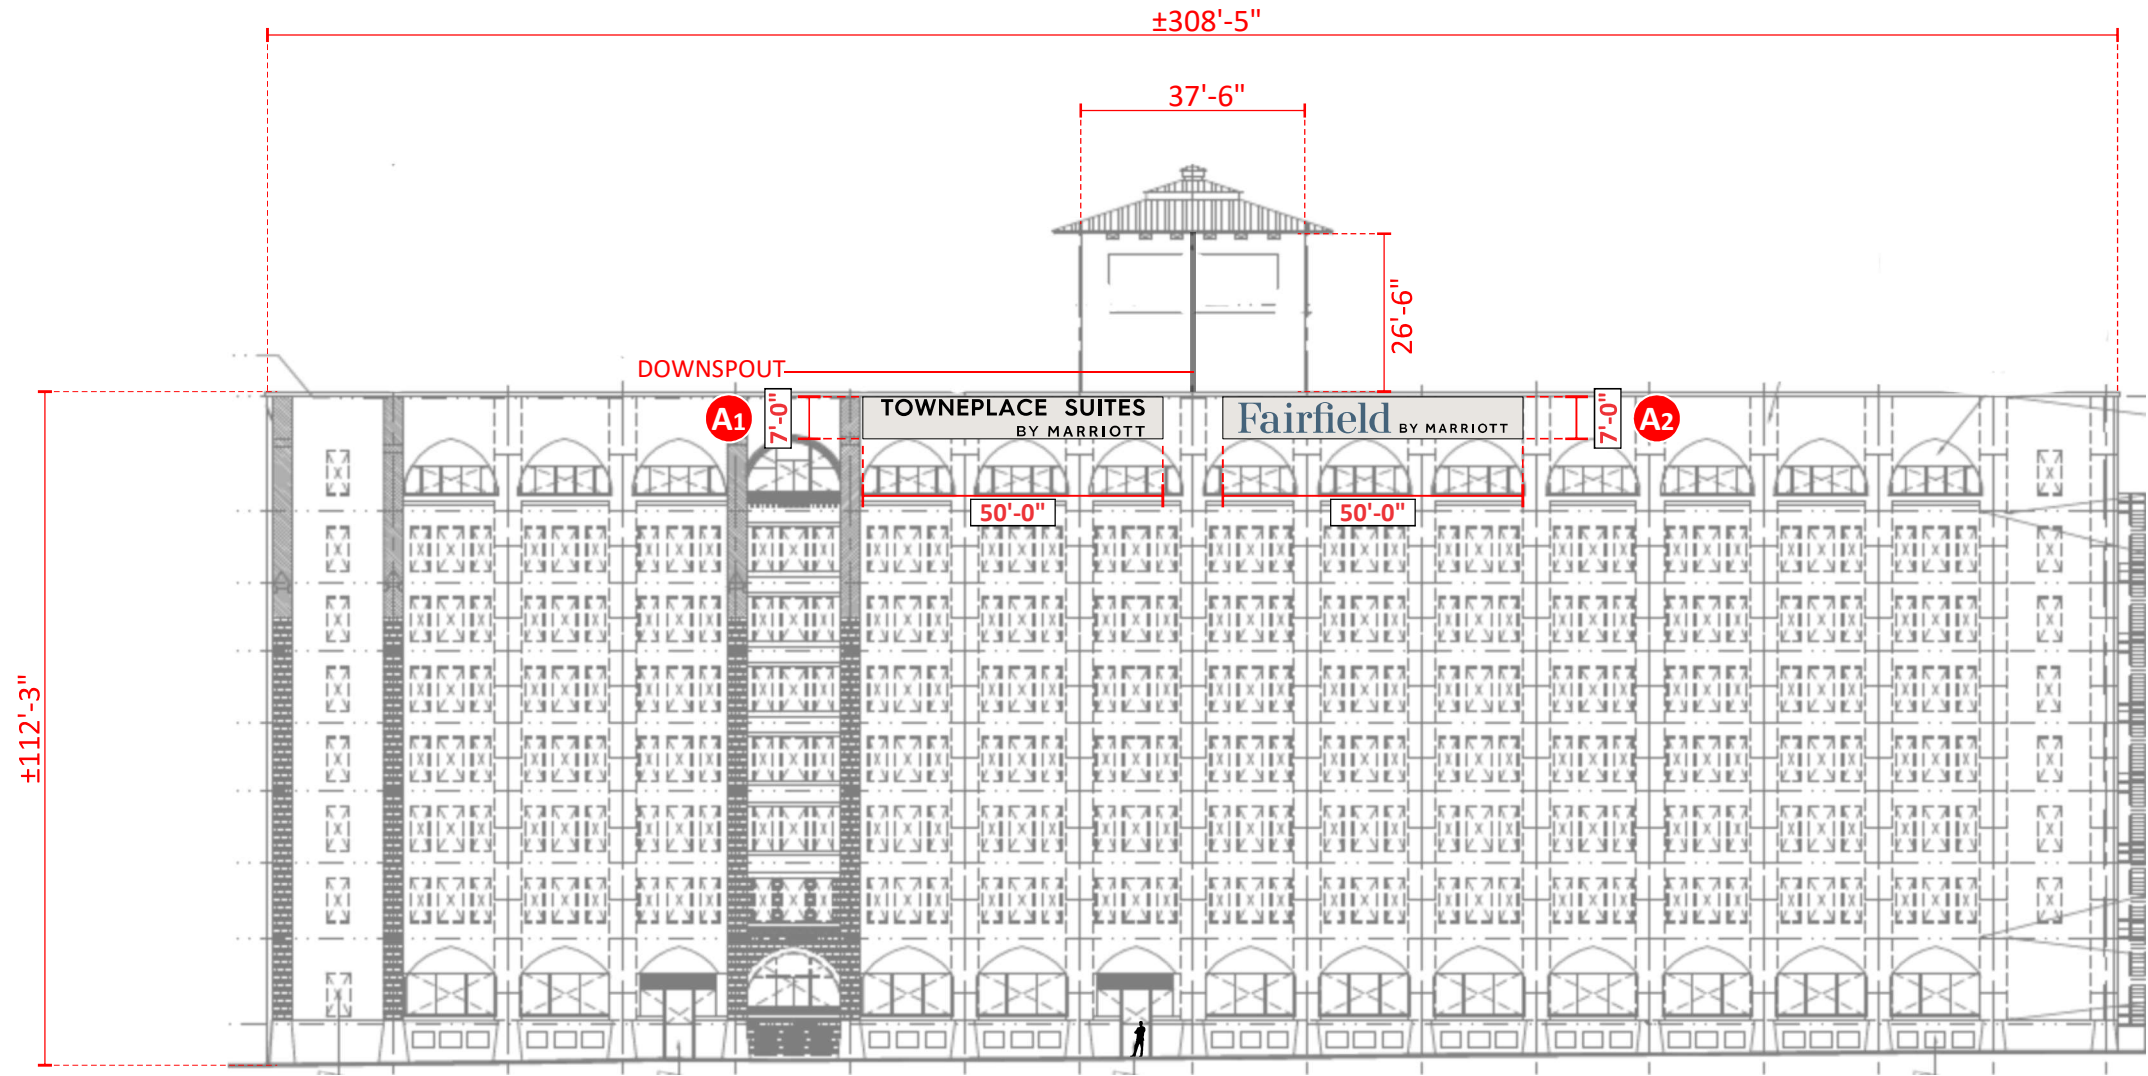 ±308'-5"
37'-6"
26'-6"
DOWNSPOUT
A1
7'-0"
TOWNEPLACE SUITES
BY MARRIOTT
Fairfield BY MARRIOTT
7'-0"
A2
50'-0"
50'-0"
±112'-3"